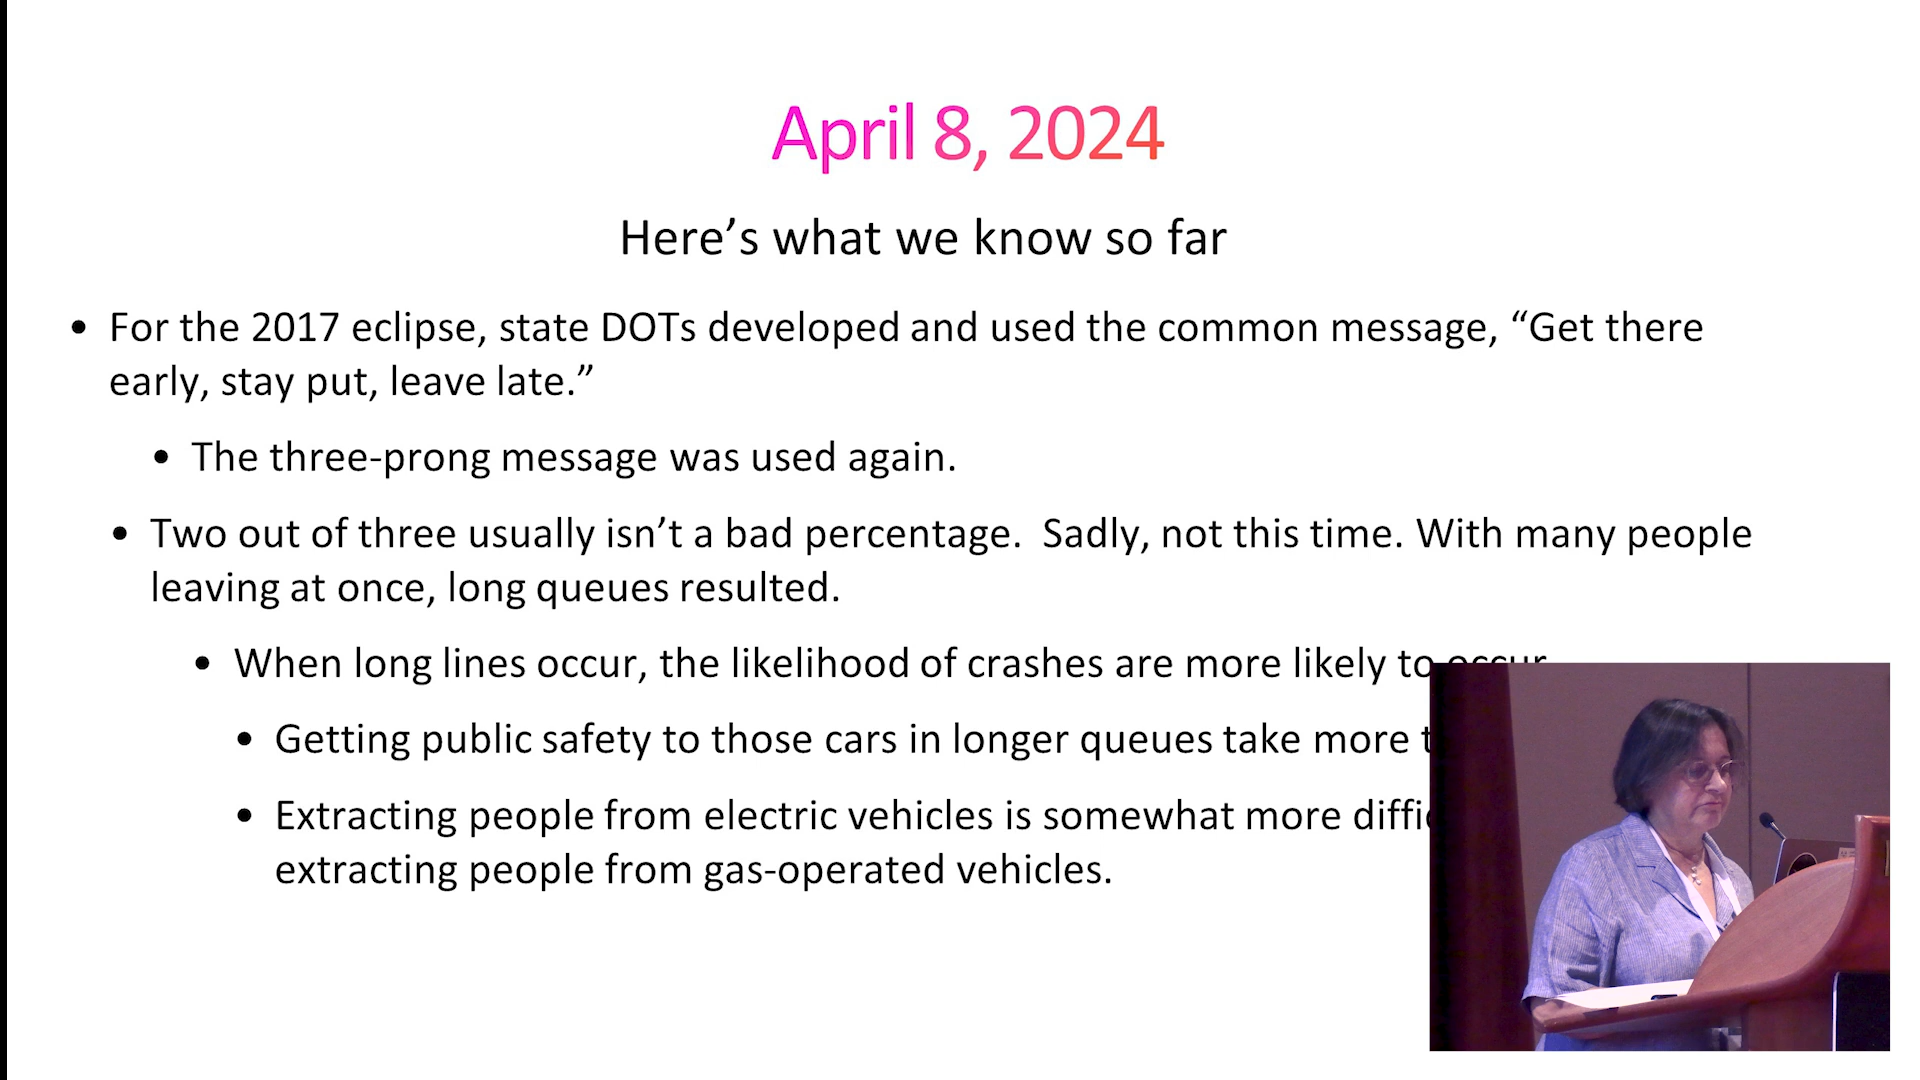 April 8, 2024
Here’s what we know so far
• For the 2017 eclipse, state DOTs developed and used the common message, “Get there
early, stay put, leave late.”
• The three-prong message was used again.
• Two out of three usually isn’t a bad percentage.  Sadly, not this time. With many people
leaving at once, long queues resulted.
• When long lines occur, the likelihood of crashes are more likely to occur
• Getting public safety to those cars in longer queues take more
• Extracting people from electric vehicles is somewhat more
extracting people from gas-operated vehicles.